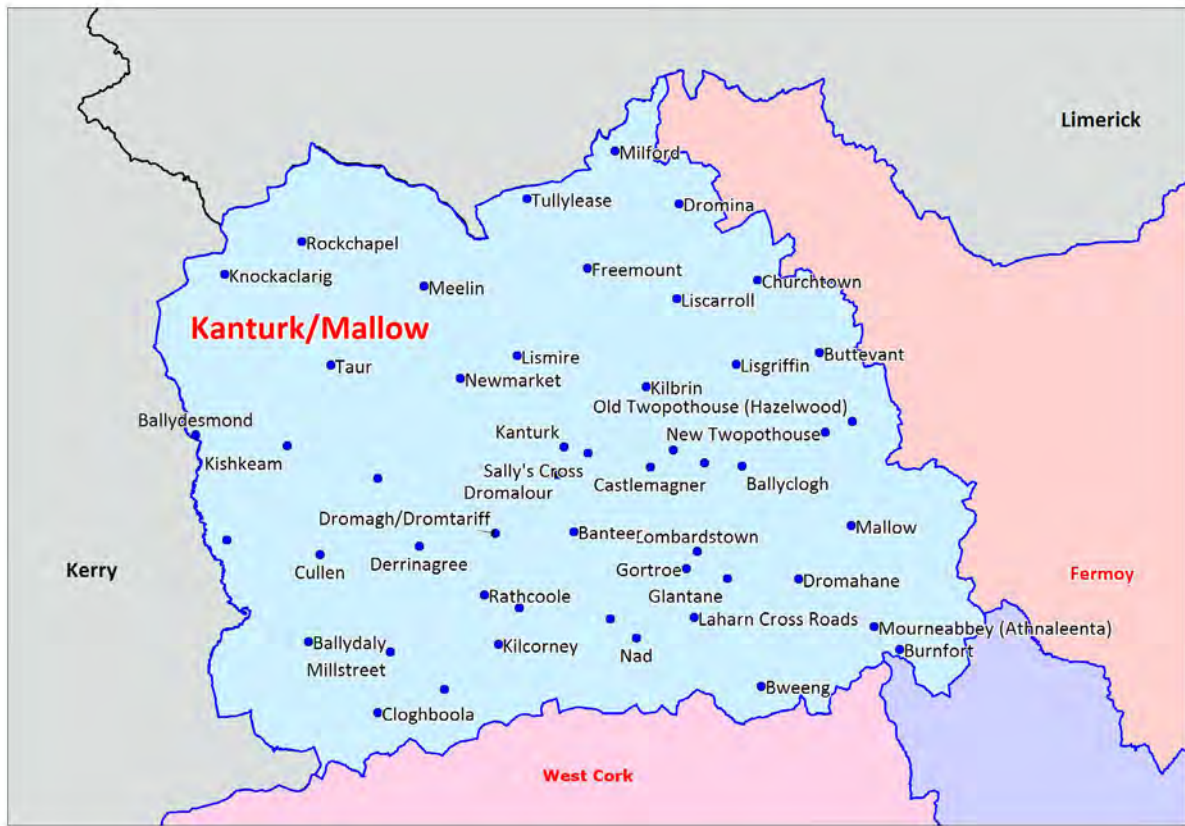 Limerick
Milford
Tullylease
Dromina
Rockchapel
Freemount
Knockaclarig
Meelin
Churchtown
Liscarroll
Kanturk/Mallow
Lismire
Buttevant
Taur
Lisgriffin
Newmarket
Kilbrin
Old Twopothouse (Hazelwood)
Ballydesmond
Kanturk
New Twopothouse
Kishkeam
Sally's Cross
Castlemagner
Ballyclogh
Dromalour
Dromagh/Dromtariff
Mallow
Banteer
Lombardstown
Kerry
Cullen
Derrinagree
Gortroe
Fermoy
Glantane
Dromahane
Rathcoole
Laharn Cross Roads
Mourneabbey (Athnaleenta)
Ballydaly
Kilcorney
Burnfort
Nad
Millstreet
Bweeng
Cloghboola
West Cork